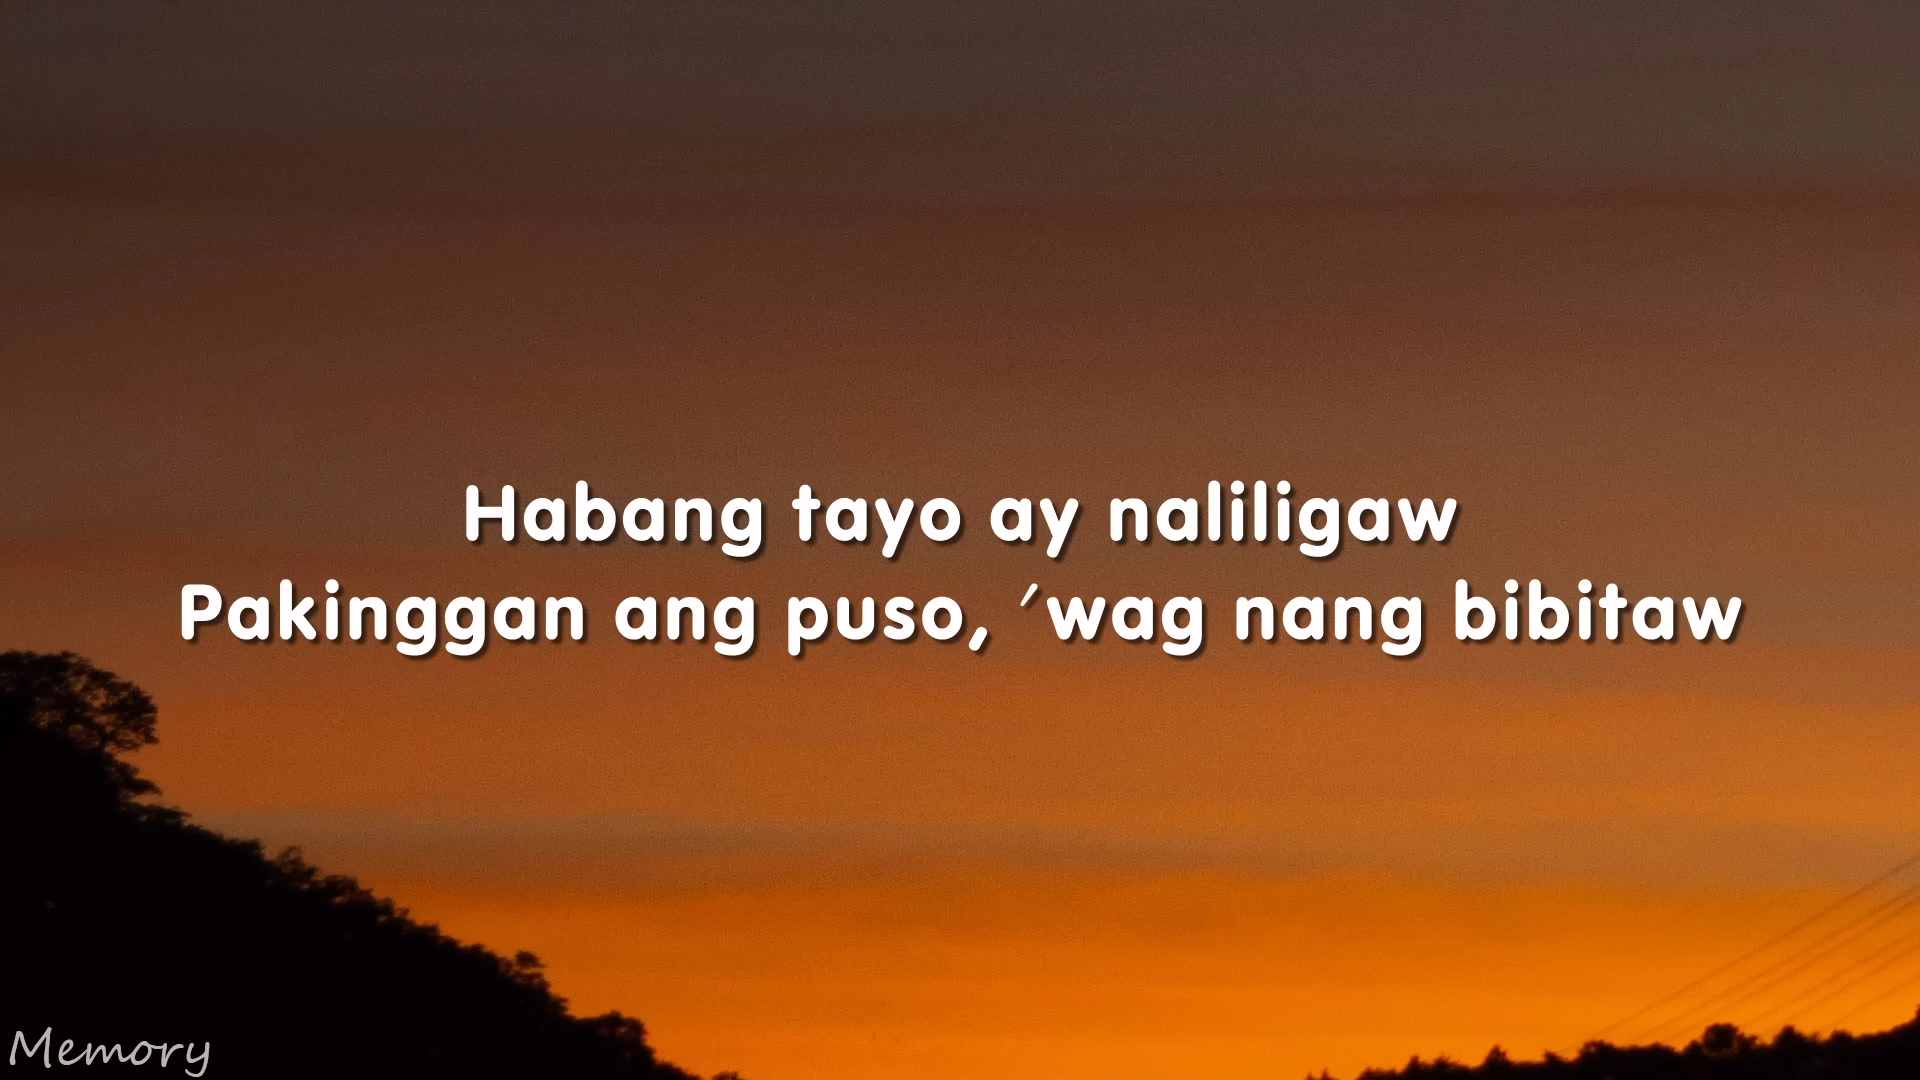 Habang tayo ay naliligaw
Pakinggan ang puso, ′wag nang bibitaw
Memory